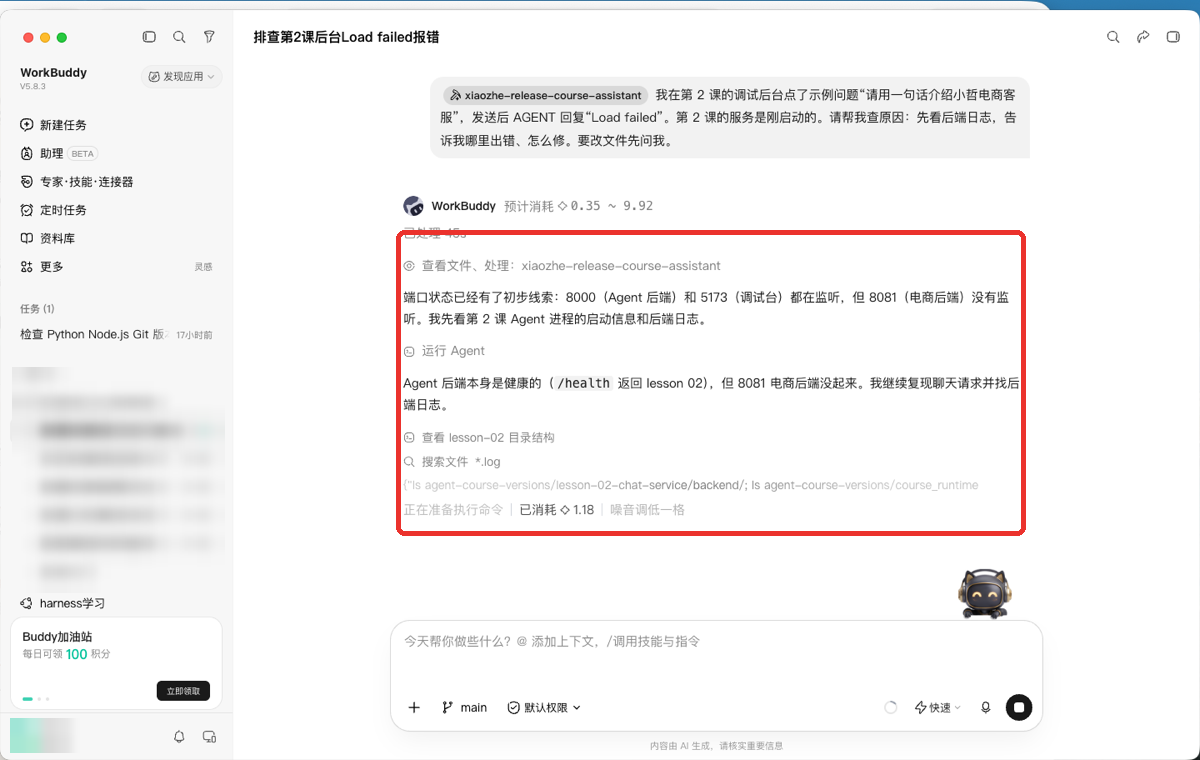 排查第2课后台Load failed报错
WorkBuddy
V5.8.3
发现应用
新建任务
助理 BETA
专家·技能·连接器
定时任务
资料库
更多
灵感
任务 (1)
检查 Python Node.js Git 版
17小时前
harness学习
Buddy加油站
每日可领 100 积分
立即领取
xiaozhe-release-course-assistant 我在第 2 课的调试后台点了示例问题“请用一句话介绍小哲电商客
服”，发送后 AGENT 回复“Load failed”。第 2 课的服务是刚启动的。请帮我查原因：先看后端日志，告
诉我哪里出错、怎么修。要改文件先问我。
WorkBuddy 预计消耗 0.35 ~ 9.92
已处理 45s
查看文件、处理：xiaozhe-release-course-assistant
端口状态已经有了初步线索：8000（Agent 后端）和 5173（调试台）都在监听，但 8081（电商后端）没有监
听。我先看第 2 课 Agent 进程的启动信息和后端日志。
运行 Agent
Agent 后端本身是健康的（/health 返回 lesson 02），但 8081 电商后端没起来。我继续复现聊天请求并找后
端日志。
查看 lesson-02 目录结构
搜索文件 *.log
{"ls agent-course-versions/lesson-02-chat-service/backend/; ls agent-course-versions/course_runtime
正在准备执行命令 | 已消耗 1.18 | 噪音调低一格
今天帮你做些什么？@ 添加上下文，/调用技能与指令
main
默认权限
快速
内容由 AI 生成，请核实重要信息